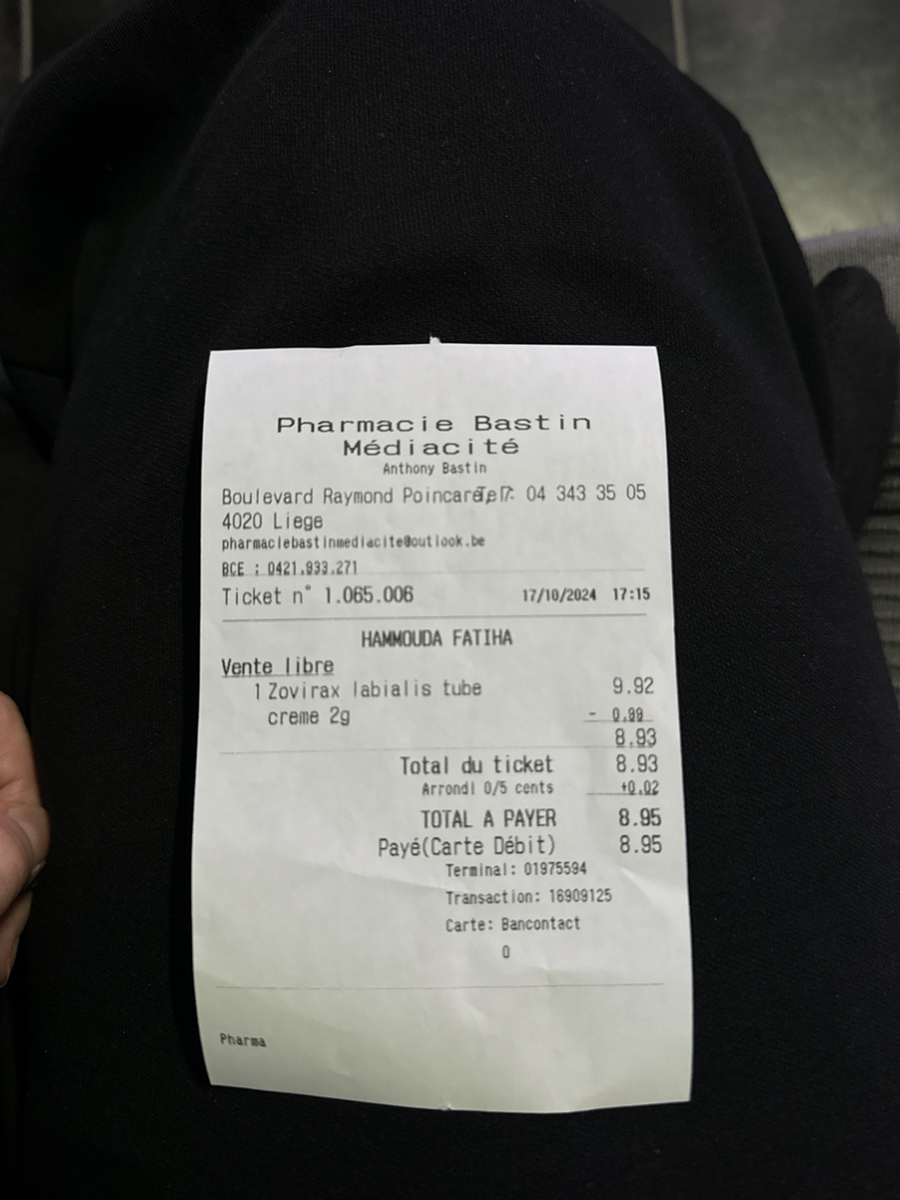 Pharmacie Bastin
Médiacité
Anthony Bastin
Boulevard Raymond Poincaré, 7 Tel: 04 343 35 05
4020 Liege
pharmaciebastinmediacite@outlook.be
BCE : 0421.933.271
Ticket n° 1.065.006 17/10/2024 17:15
HAMMOUDA FATIHA
Vente libre
1 Zovirax labialis tube 9.92
creme 2g - 0.99
8.93
Total du ticket 8.93
Arrondi 0/5 cents +0.02
TOTAL A PAYER 8.95
Payé(Carte Débit) 8.95
Terminal: 01975594
Transaction: 16909125
Carte: Bancontact
0
Pharma